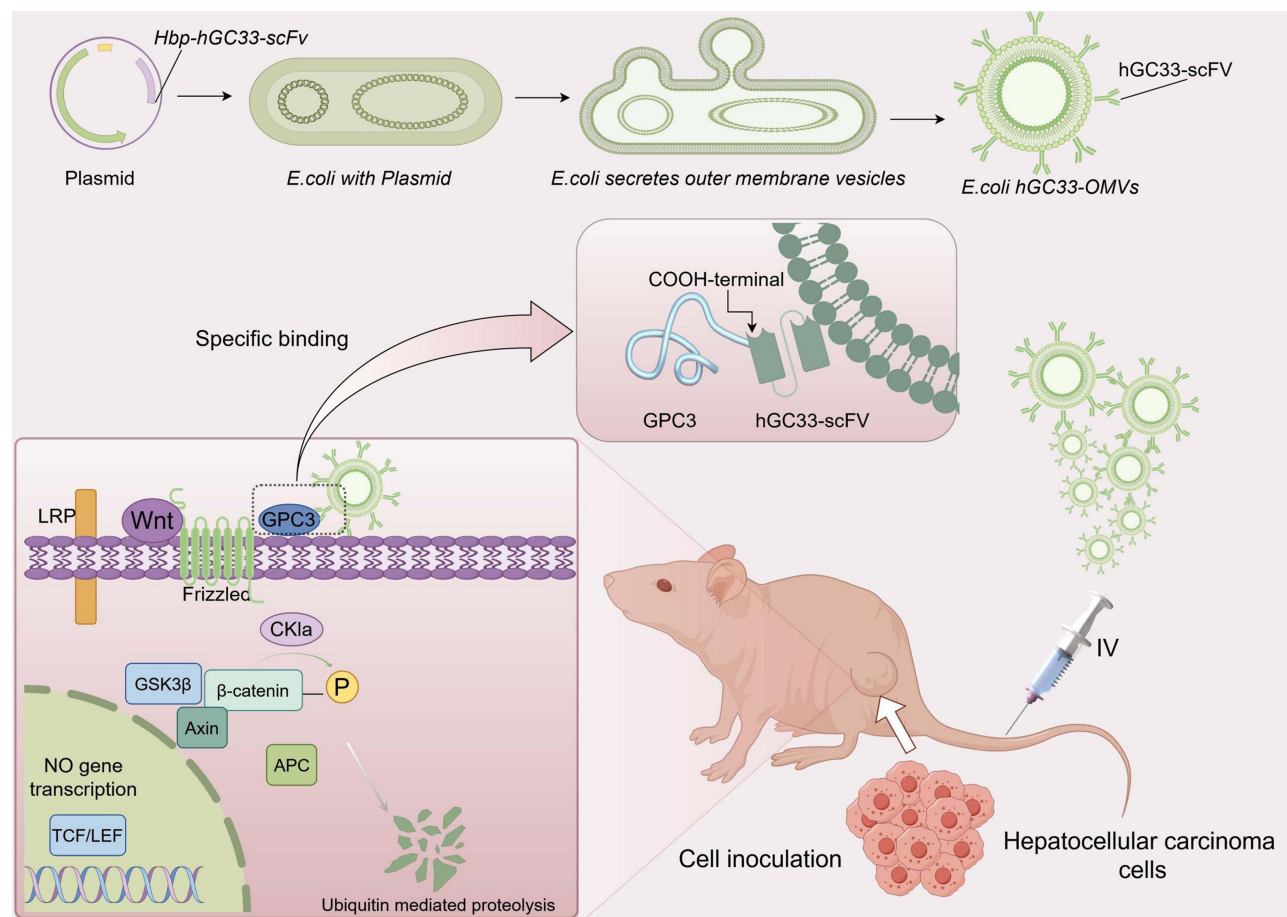 Hbp-hGC33-scFv
Plasmid
E.coli with Plasmid
E.coli secretes outer membrane vesicles
hGC33-scFV
E.coli hGC33-OMVs
Specific binding
COOH-terminal
GPC3
hGC33-scFV
LRP
Wnt
GPC3
Frizzled
CKIa
GSK3β
β-catenin
P
Axin
APC
NO gene
transcription
TCF/LEF
Ubiquitin mediated proteolysis
IV
Cell inoculation
Hepatocellular carcinoma
cells